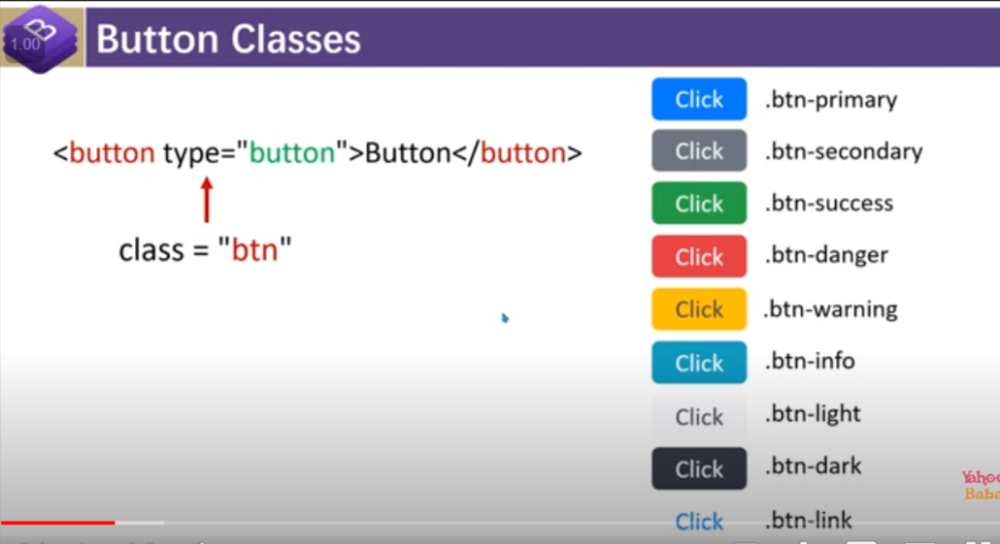 1.00
Button Classes
<button type="button">Button</button>
class = "btn"
Click .btn-primary
Click .btn-secondary
Click .btn-success
Click .btn-danger
Click .btn-warning
Click .btn-info
Click .btn-light
Click .btn-dark
Click .btn-link